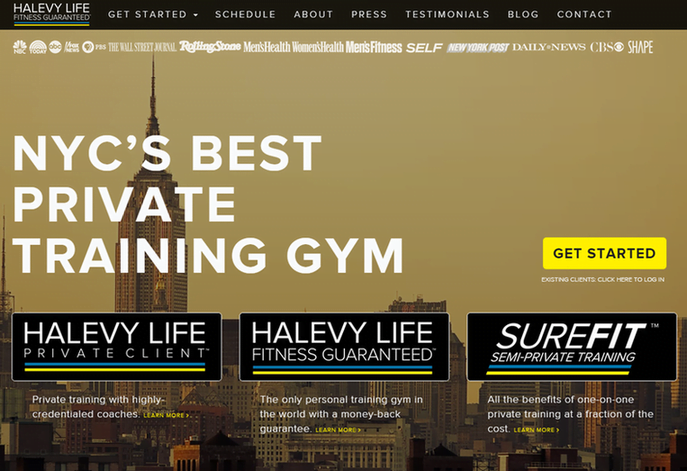 HALEVY LIFE
FITNESS GUARANTEED
GET STARTED SCHEDULE ABOUT PRESS TESTIMONIALS BLOG CONTACT
NBC TODAY abc FOX NEWS PBS THE WALL STREET JOURNAL RollingStone Men'sHealth Women'sHealth Men'sFitness SELF NEW YORK POST DAILY NEWS CBS SHAPE
NYC'S BEST
PRIVATE
TRAINING GYM
GET STARTED
EXISTING CLIENTS: CLICK HERE TO LOG IN
HALEVY LIFE
PRIVATE CLIENT™
Private training with highly-
credentialed coaches. LEARN MORE >
HALEVY LIFE
FITNESS GUARANTEED™
The only personal training gym in
the world with a money-back
guarantee. LEARN MORE >
SUREFIT™
SEMI-PRIVATE TRAINING
All the benefits of one-on-one
private training at a fraction of the
cost. LEARN MORE >